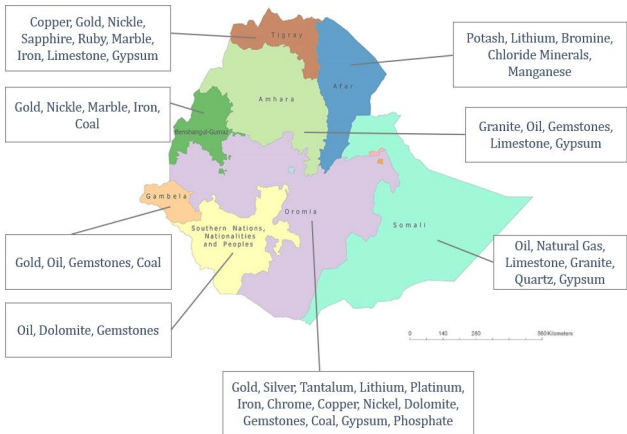 Copper, Gold, Nickle,
Sapphire, Ruby, Marble,
Iron, Limestone, Gypsum
Potash, Lithium, Bromine,
Chloride Minerals,
Manganese
Tigray
Afar
Amhara
Gold, Nickle, Marble, Iron,
Coal
Benshangul-Gumaz
Granite, Oil, Gemstones,
Limestone, Gypsum
Gambela
Oromia
Somali
Southern Nations,
Nationalities
and Peoples
Gold, Oil, Gemstones, Coal
Oil, Natural Gas,
Limestone, Granite,
Quartz, Gypsum
Oil, Dolomite, Gemstones
0 140 280 560 Kilometers
Gold, Silver, Tantalum, Lithium, Platinum,
Iron, Chrome, Copper, Nickel, Dolomite,
Gemstones, Coal, Gypsum, Phosphate